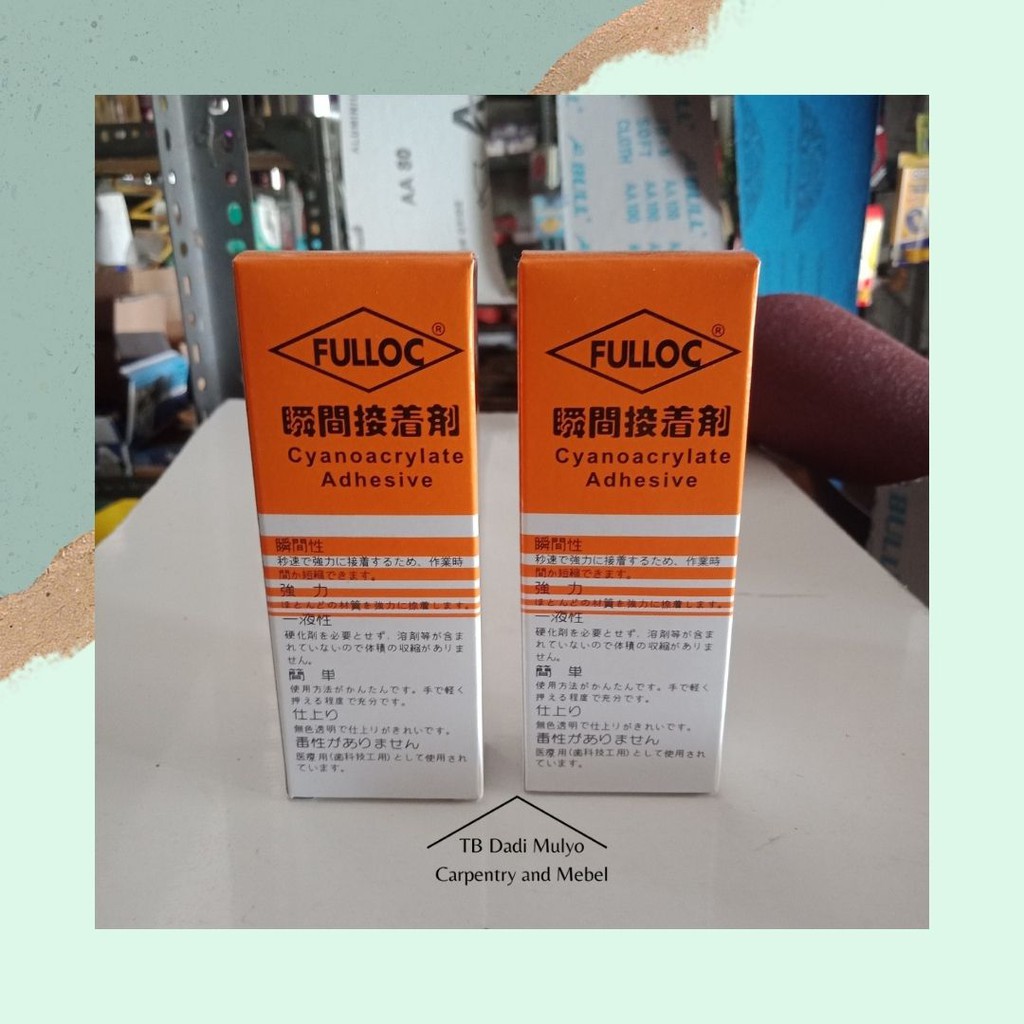 AA 80
BULL
SOFT
CLOTH
AA 100
AA 100
AA 100
FULLOC®
瞬間接着剤
Cyanoacrylate
Adhesive
瞬間性
秒速で強力に接着するため、作業時
間か短縮できます。
強 力
ほとんどの材質を強力に接着します。
一液性
硬化剤を必要とせず、溶剤等が含ま
れていないので体積の収縮がありま
せん。
簡 単
使用方法がかんたんです。手で軽く
押える程度で充分です。
仕上り
無色透明で仕上りがきれいです。
毒性がありません
医療用(歯科技工用)として使用され
ています。
FULLOC®
瞬間接着剤
Cyanoacrylate
Adhesive
瞬間性
秒速で強力に接着するため、作業時
間か短縮できます。
強 力
ほとんどの材質を強力に接着します。
一液性
硬化剤を必要とせず、溶剤等が含ま
れていないので体積の収縮がありま
せん。
簡 単
使用方法がかんたんです。手で軽く
押える程度で充分です。
仕上り
無色透明で仕上りがきれいです。
毒性がありません
医療用(歯科技工用)として使用され
ています。
TB Dadi Mulyo
Carpentry and Mebel